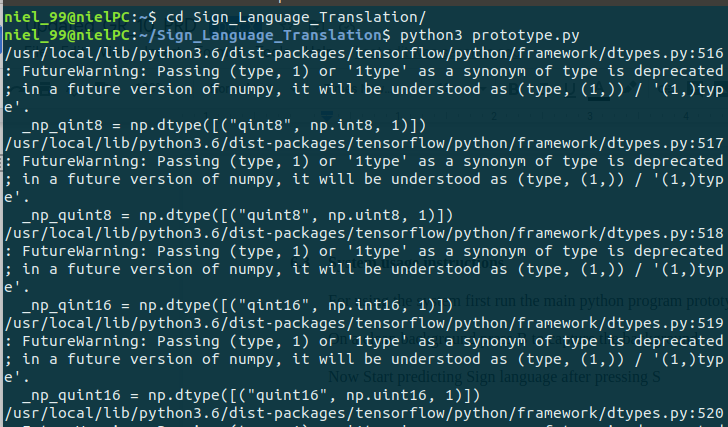 niel_99@nielPC:~$ cd Sign_Language_Translation/
niel_99@nielPC:~/Sign_Language_Translation$ python3 prototype.py
/usr/local/lib/python3.6/dist-packages/tensorflow/python/framework/dtypes.py:516
: FutureWarning: Passing (type, 1) or '1type' as a synonym of type is deprecated
; in a future version of numpy, it will be understood as (type, (1,)) / '(1,)typ
e'.
_np_qint8 = np.dtype([("qint8", np.int8, 1)])
/usr/local/lib/python3.6/dist-packages/tensorflow/python/framework/dtypes.py:517
: FutureWarning: Passing (type, 1) or '1type' as a synonym of type is deprecated
; in a future version of numpy, it will be understood as (type, (1,)) / '(1,)typ
e'.
_np_quint8 = np.dtype([("quint8", np.uint8, 1)])
/usr/local/lib/python3.6/dist-packages/tensorflow/python/framework/dtypes.py:518
: FutureWarning: Passing (type, 1) or '1type' as a synonym of type is deprecated
; in a future version of numpy, it will be understood as (type, (1,)) / '(1,)typ
e'.
_np_qint16 = np.dtype([("qint16", np.int16, 1)])
/usr/local/lib/python3.6/dist-packages/tensorflow/python/framework/dtypes.py:519
: FutureWarning: Passing (type, 1) or '1type' as a synonym of type is deprecated
; in a future version of numpy, it will be understood as (type, (1,)) / '(1,)typ
e'.
Now Start predicting Sign language after pressing S
_np_quint16 = np.dtype([("quint16", np.uint16, 1)])
/usr/local/lib/python3.6/dist-packages/tensorflow/python/framework/dtypes.py:520